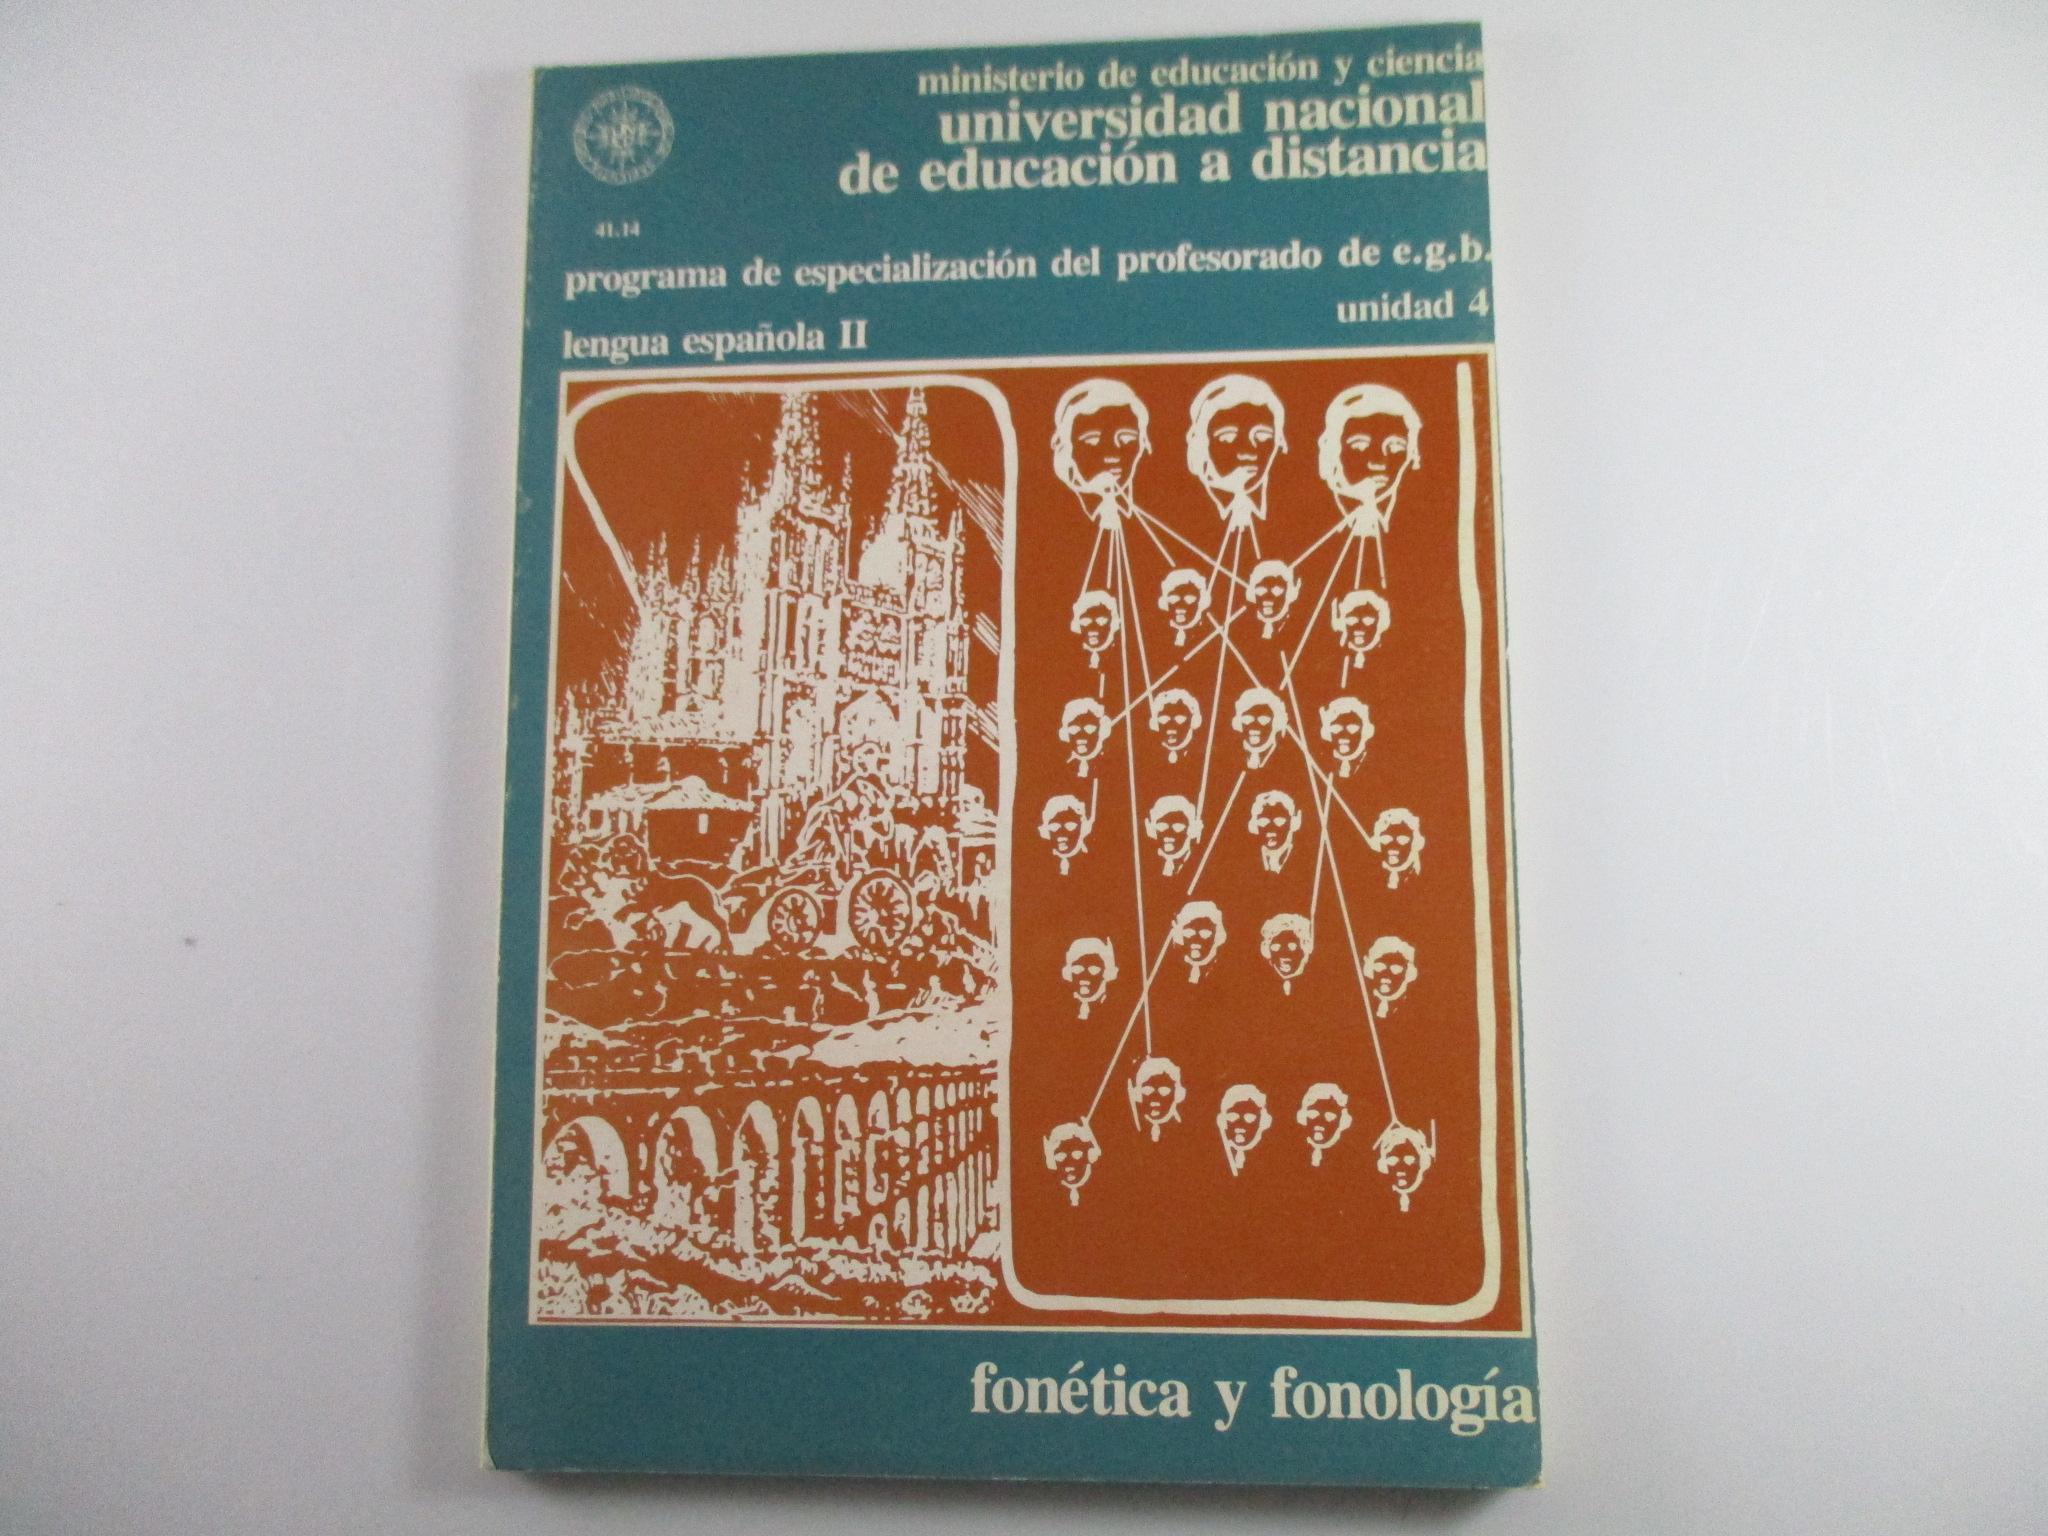 ministerio de educación y ciencia
universidad nacional
de educación a distancia
41.14
programa de especialización del profesorado de e.g.b.
unidad 4
lengua española II
fonética y fonología